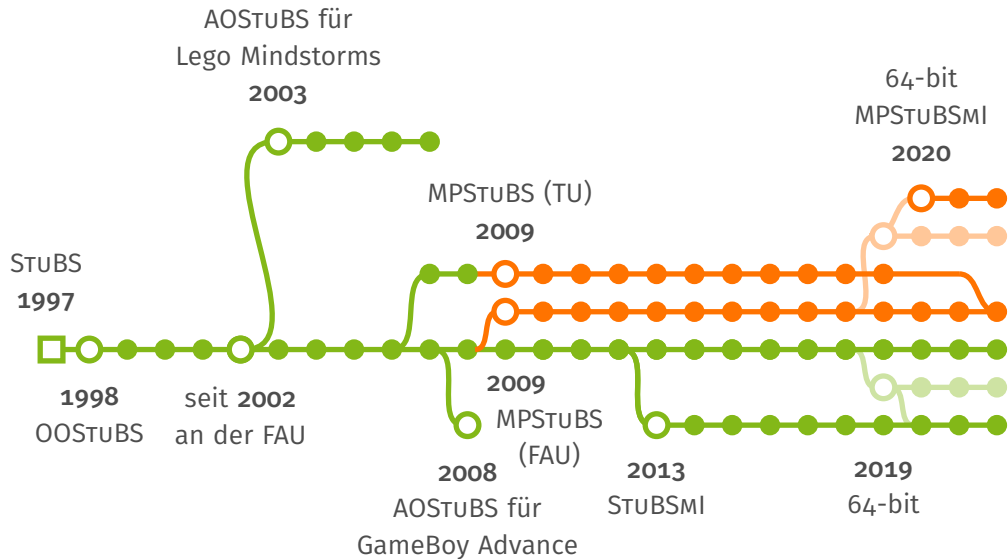 AOStuBS für
Lego Mindstorms
2003
64-bit
MPStuBSmI
2020
MPStuBS (TU)
2009
StuBS
1997
1998
OOStuBS
seit 2002
an der FAU
2009
MPStuBS
(FAU)
2008
AOStuBS für
GameBoy Advance
2013
StuBSmI
2019
64-bit